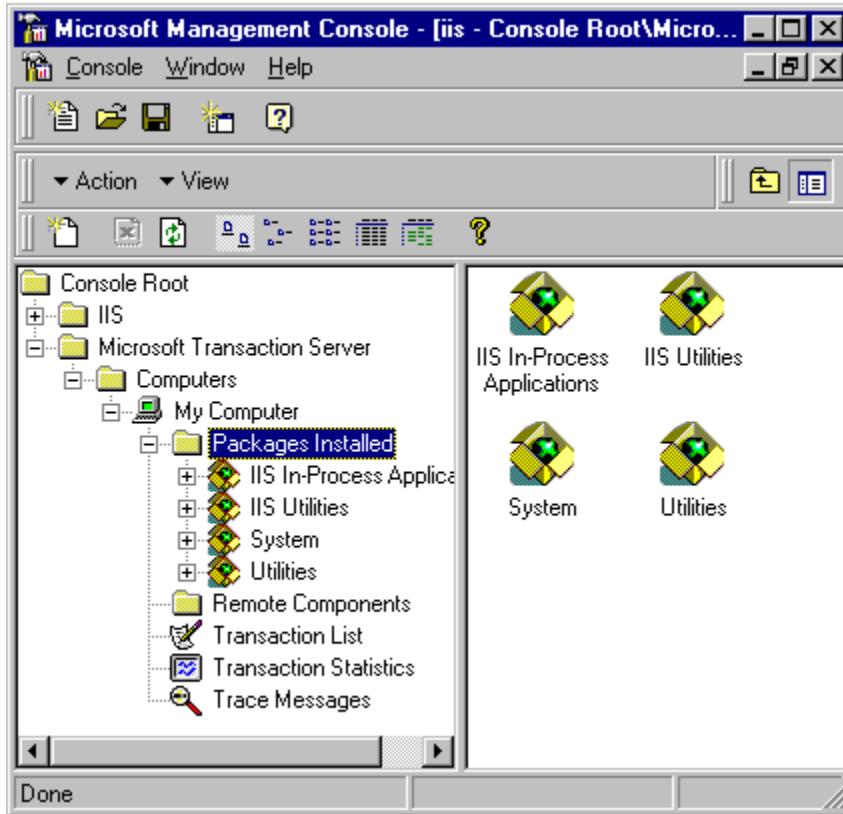 Microsoft Management Console - [iis - Console Root\Micro...
Console Window Help
Action View
Console Root
IIS
Microsoft Transaction Server
Computers
My Computer
Packages Installed
IIS In-Process Applica
IIS Utilities
System
Utilities
Remote Components
Transaction List
Transaction Statistics
Trace Messages
IIS In-Process
Applications
IIS Utilities
System
Utilities
Done